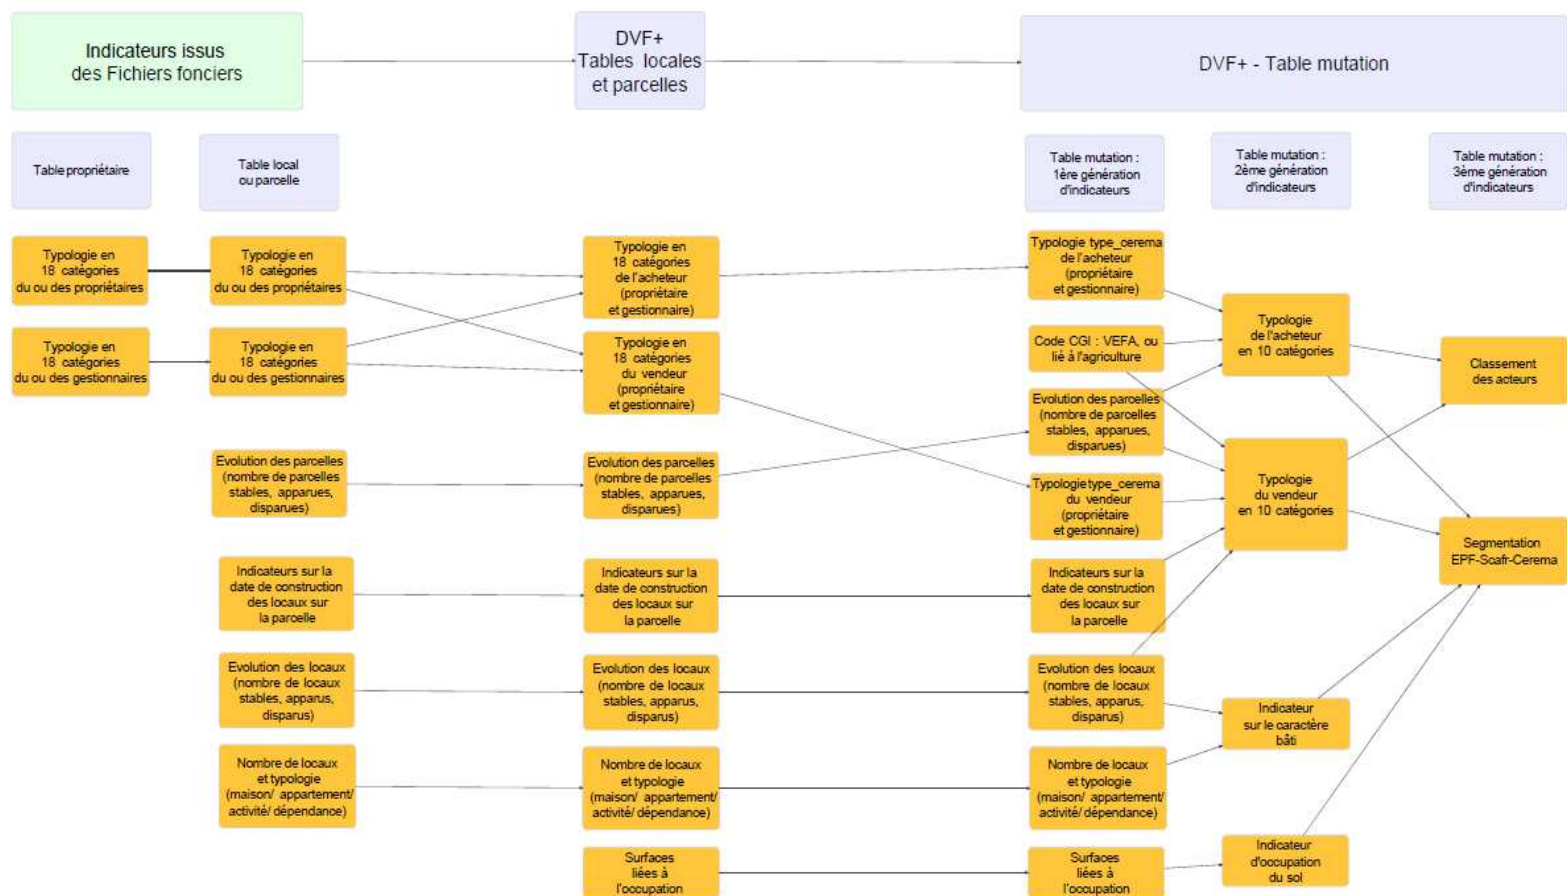 Indicateurs issus
des Fichiers fonciers
DVF+
Tables locales
et parcelles
DVF+ - Table mutation
Table propriétaire
Table local
ou parcelle
Table mutation :
1ère génération
d'indicateurs
Table mutation :
2ème génération
d'indicateurs
Table mutation :
3ème génération
d'indicateurs
Typologie en
18 catégories
du ou des propriétaires
Typologie en
18 catégories
du ou des propriétaires
Typologie en
18 catégories
de l'acheteur
(propriétaire
et gestionnaire)
Typologie type_cerema
de l'acheteur
(propriétaire
et gestionnaire)
Typologie
de l'acheteur
en 10 catégories
Typologie en
18 catégories
du ou des gestionnaires
Typologie en
18 catégories
du ou des gestionnaires
Typologie en
18 catégories
du vendeur
(propriétaire
et gestionnaire)
Code CGI : VEFA, ou
lié à l'agriculture
Classement
des acteurs
Evolution des parcelles
(nombre de parcelles
stables, apparues,
disparues)
Evolution des parcelles
(nombre de parcelles
stables, apparues,
disparues)
Evolution des parcelles
(nombre de parcelles
stables, apparues,
disparues)
Typologie type_cerema
du vendeur
(propriétaire
et gestionnaire)
Typologie
du vendeur
en 10 catégories
Segmentation
EPF-Scafr-Cerema
Indicateurs sur la
date de construction
des locaux sur
la parcelle
Indicateurs sur la
date de construction
des locaux sur
la parcelle
Indicateurs sur la
date de construction
des locaux sur
la parcelle
Evolution des locaux
(nombre de locaux
stables, apparus,
disparus)
Evolution des locaux
(nombre de locaux
stables, apparus,
disparus)
Evolution des locaux
(nombre de locaux
stables, apparus,
disparus)
Indicateur
sur le caractère
bâti
Nombre de locaux
et typologie
(maison/ appartement/
activité/ dépendance)
Nombre de locaux
et typologie
(maison/ appartement/
activité/ dépendance)
Nombre de locaux
et typologie
(maison/ appartement/
activité/ dépendance)
Surfaces
liées à
l'occupation
Surfaces
liées à
l'occupation
Indicateur
d'occupation
du sol